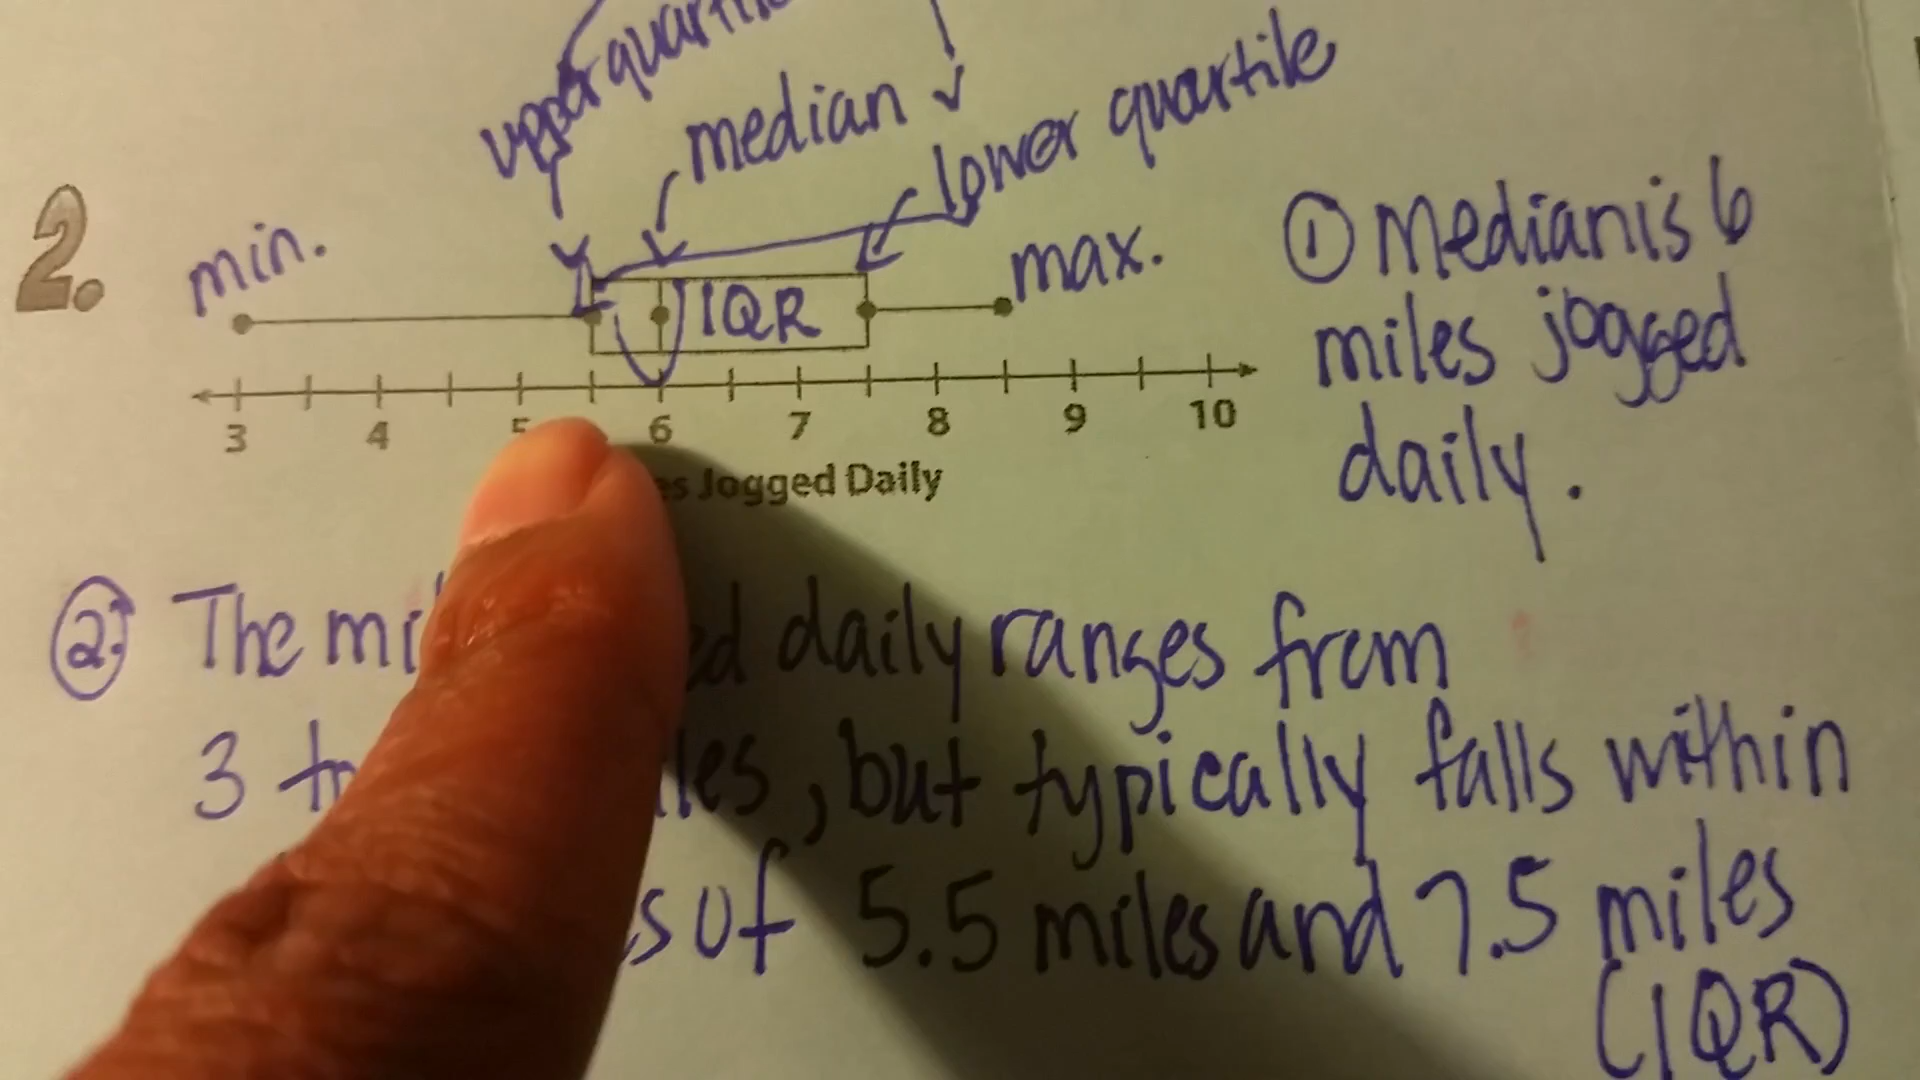 upper quartile
median
lower quartile
2.
min.
max.
IQR
① Median is 6
miles jogged
daily.
3 4 6 7 8 9 10
Jogged Daily
② The daily ranges from
3 , but typically falls within
of 5.5 miles and 7.5 miles
(IQR)